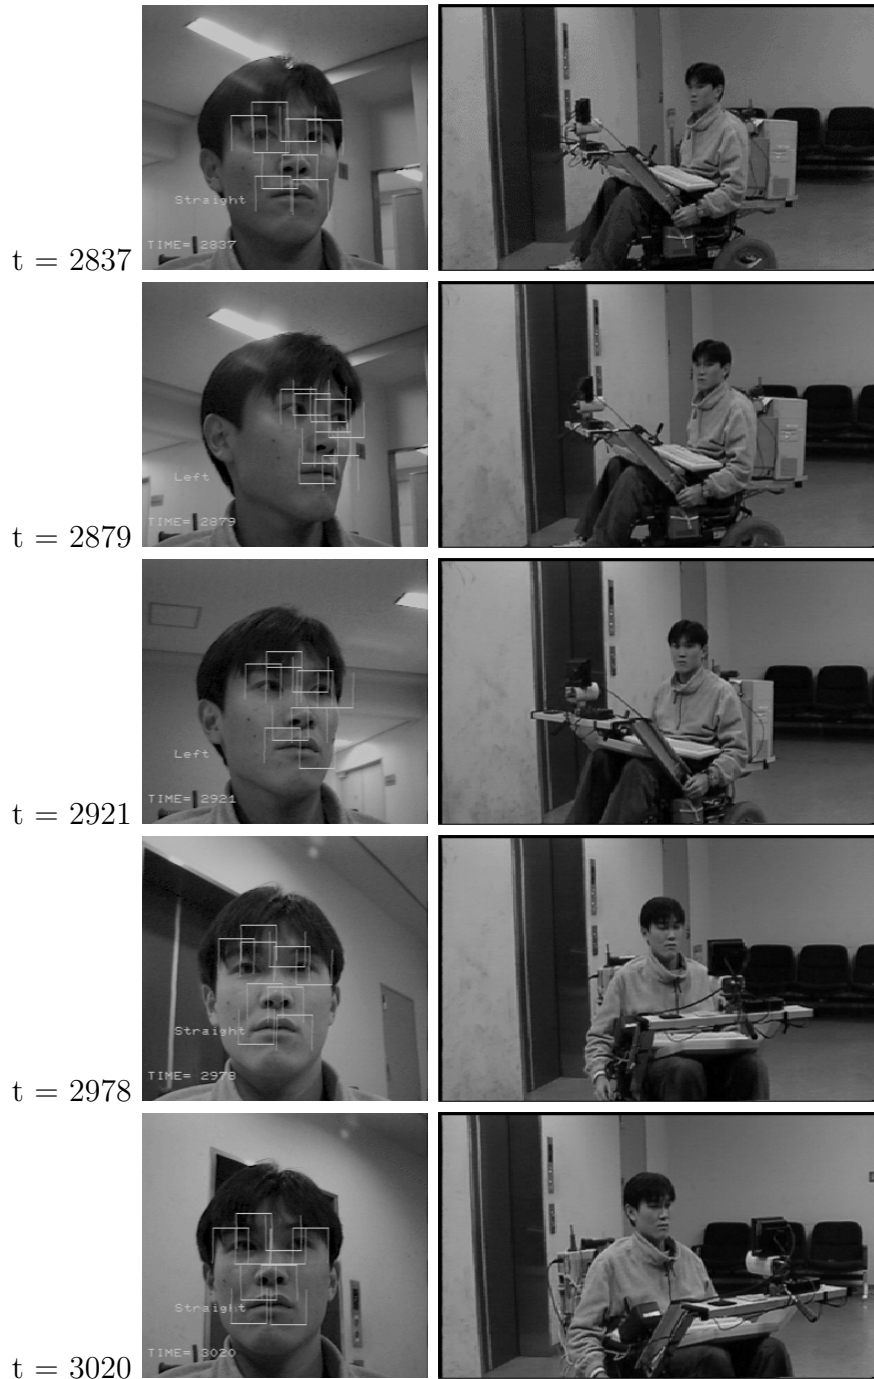 Straight
TIME= 2837
t = 2837
Left
TIME= 2879
t = 2879
Left
TIME= 2921
t = 2921
Straight
TIME= 2978
t = 2978
Straight
TIME= 3020
t = 3020